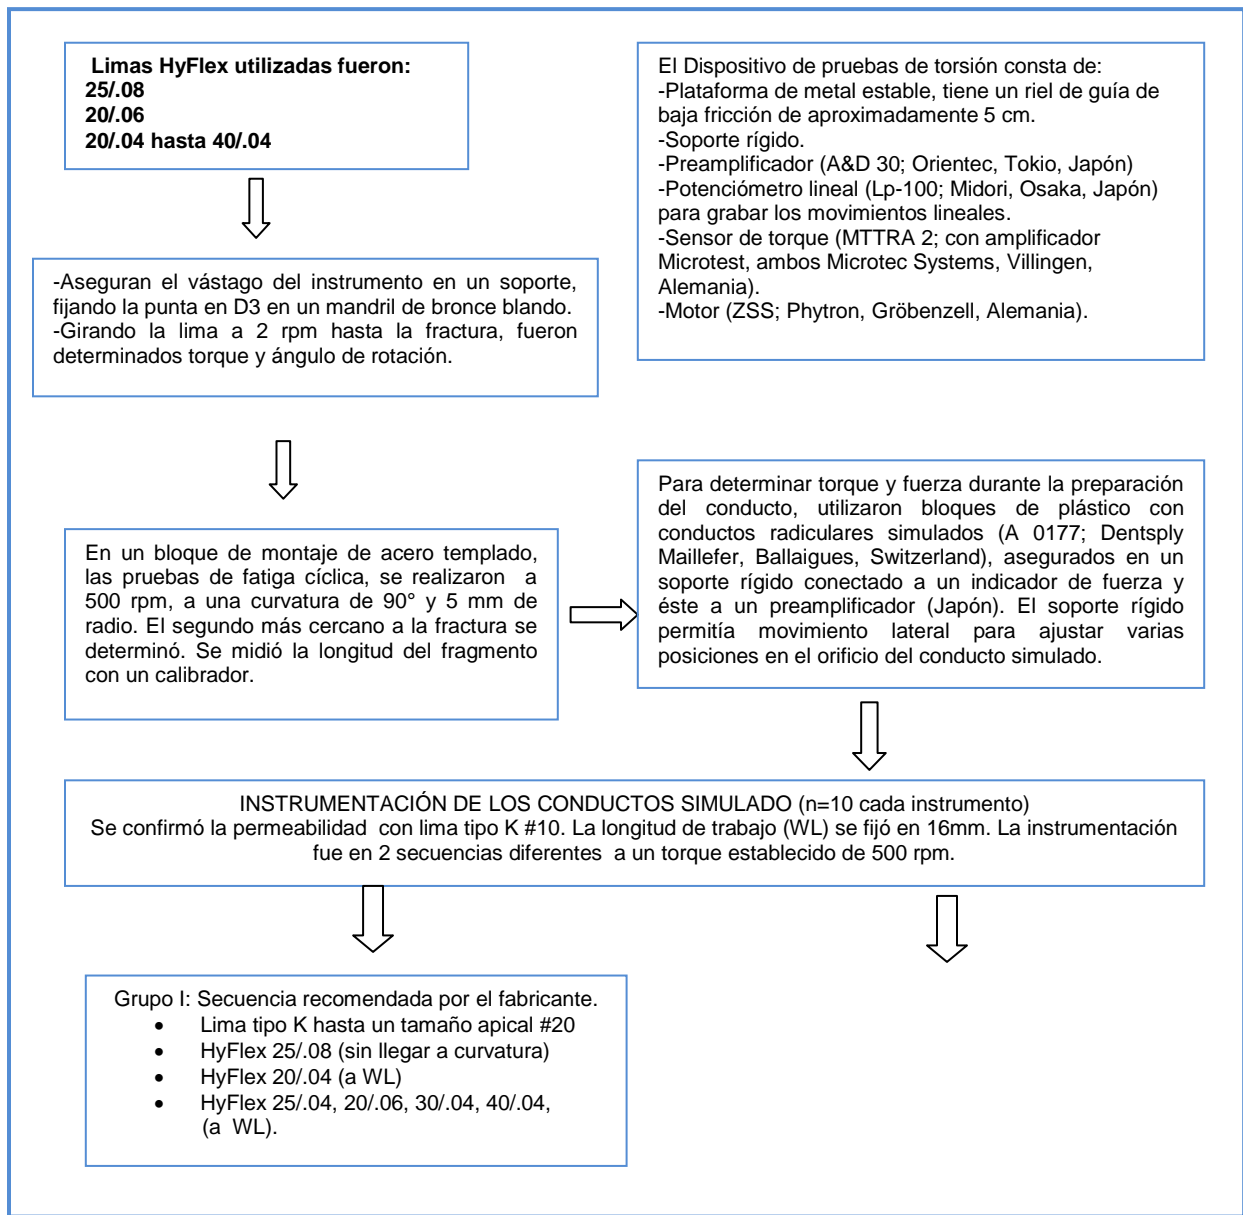 Limas HyFlex utilizadas fueron:
25/.08
20/.06
20/.04 hasta 40/.04
El Dispositivo de pruebas de torsión consta de:
-Plataforma de metal estable, tiene un riel de guía de
baja fricción de aproximadamente 5 cm.
-Soporte rígido.
-Preamplificador (A&D 30; Orientec, Tokio, Japón)
-Potenciómetro lineal (Lp-100; Midori, Osaka, Japón)
para grabar los movimientos lineales.
-Sensor de torque (MTTRA 2; con amplificador
Microtest, ambos Microtec Systems, Villingen,
Alemania).
-Motor (ZSS; Phytron, Gröbenzell, Alemania).
-Aseguran el vástago del instrumento en un soporte,
fijando la punta en D3 en un mandril de bronce blando.
-Girando la lima a 2 rpm hasta la fractura, fueron
determinados torque y ángulo de rotación.
En un bloque de montaje de acero templado,
las pruebas de fatiga cíclica, se realizaron a
500 rpm, a una curvatura de 90° y 5 mm de
radio. El segundo más cercano a la fractura se
determinó. Se midió la longitud del fragmento
con un calibrador.
Para determinar torque y fuerza durante la preparación
del conducto, utilizaron bloques de plástico con
conductos radiculares simulados (A 0177; Dentsply
Maillefer, Ballaigues, Switzerland), asegurados en un
soporte rígido conectado a un indicador de fuerza y
éste a un preamplificador (Japón). El soporte rígido
permitía movimiento lateral para ajustar varias
posiciones en el orificio del conducto simulado.
INSTRUMENTACIÓN DE LOS CONDUCTOS SIMULADO (n=10 cada instrumento)
Se confirmó la permeabilidad con lima tipo K #10. La longitud de trabajo (WL) se fijó en 16mm. La instrumentación
fue en 2 secuencias diferentes a un torque establecido de 500 rpm.
Grupo I: Secuencia recomendada por el fabricante.
• Lima tipo K hasta un tamaño apical #20
• HyFlex 25/.08 (sin llegar a curvatura)
• HyFlex 20/.04 (a WL)
• HyFlex 25/.04, 20/.06, 30/.04, 40/.04,
(a WL).